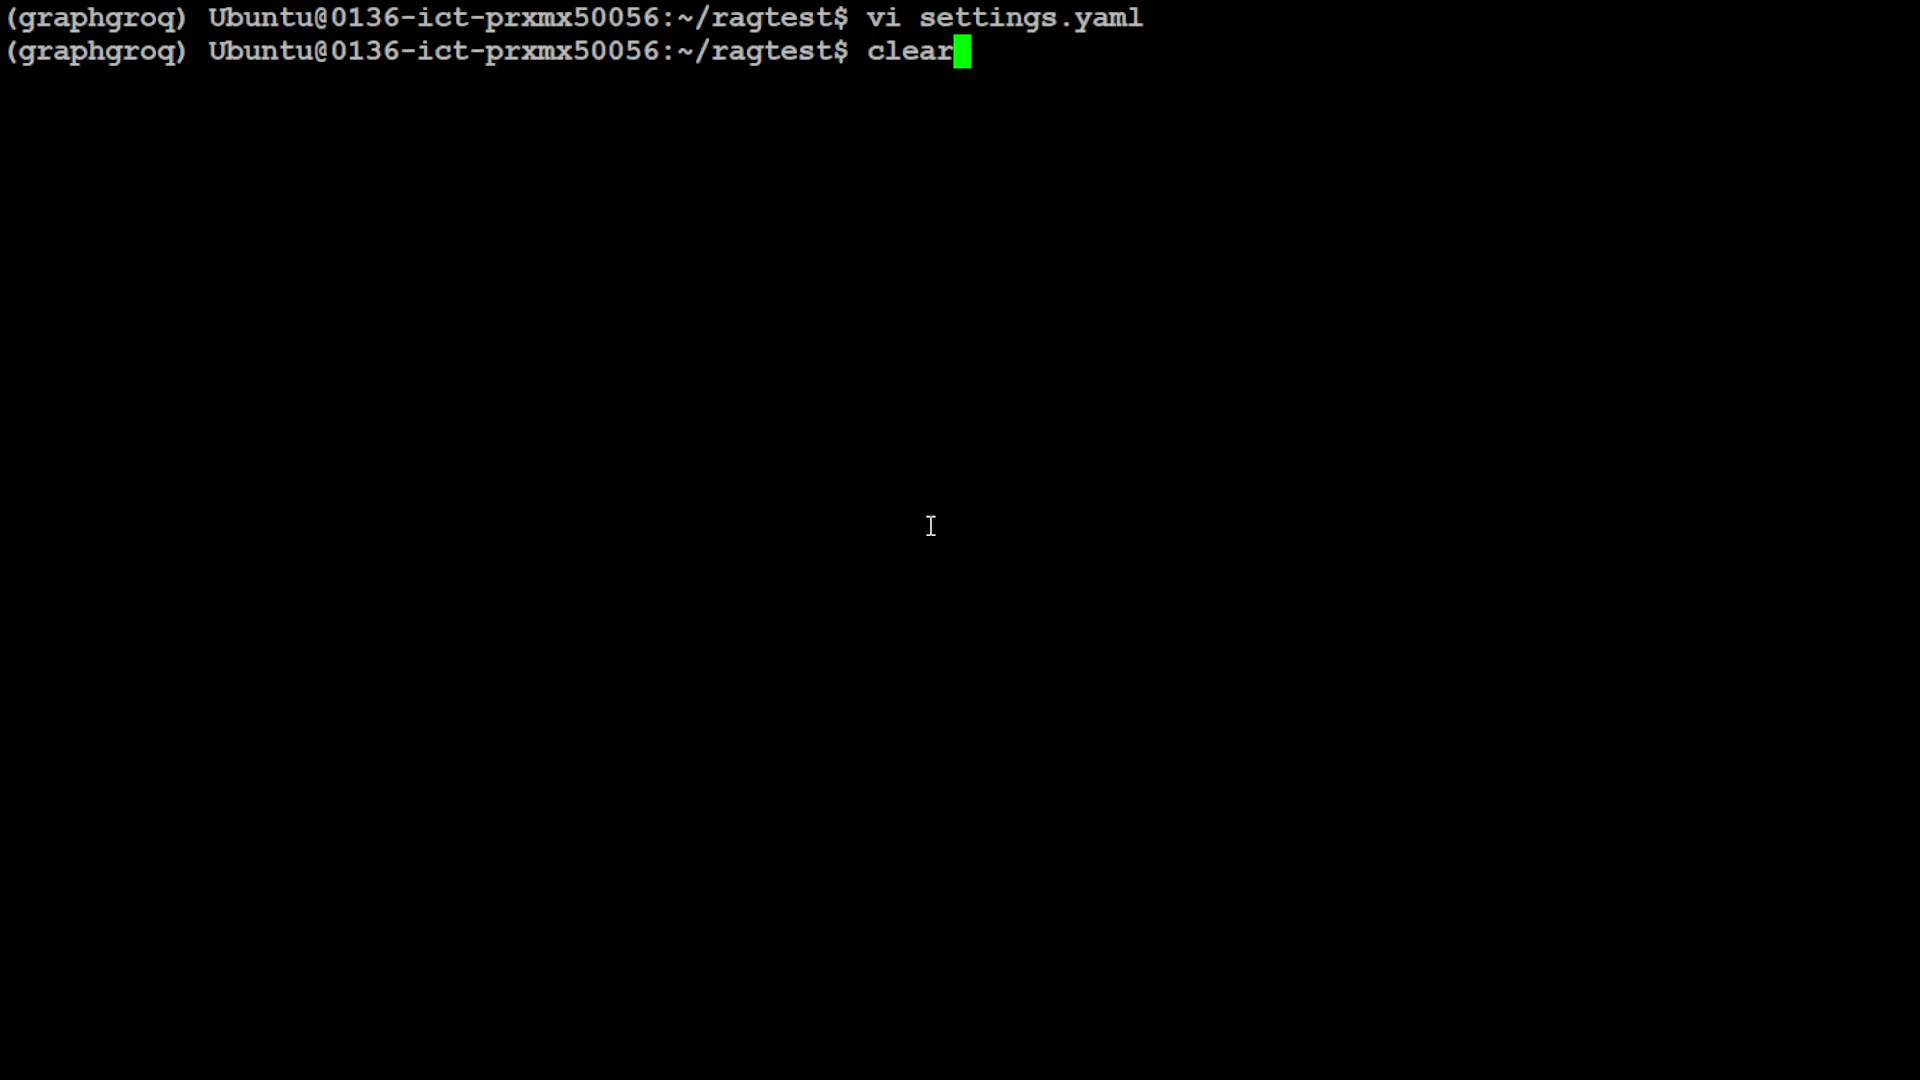 (graphgroq) Ubuntu@0136-ict-prxmx50056:~/ragtest$ vi settings.yaml
(graphgroq) Ubuntu@0136-ict-prxmx50056:~/ragtest$ clear